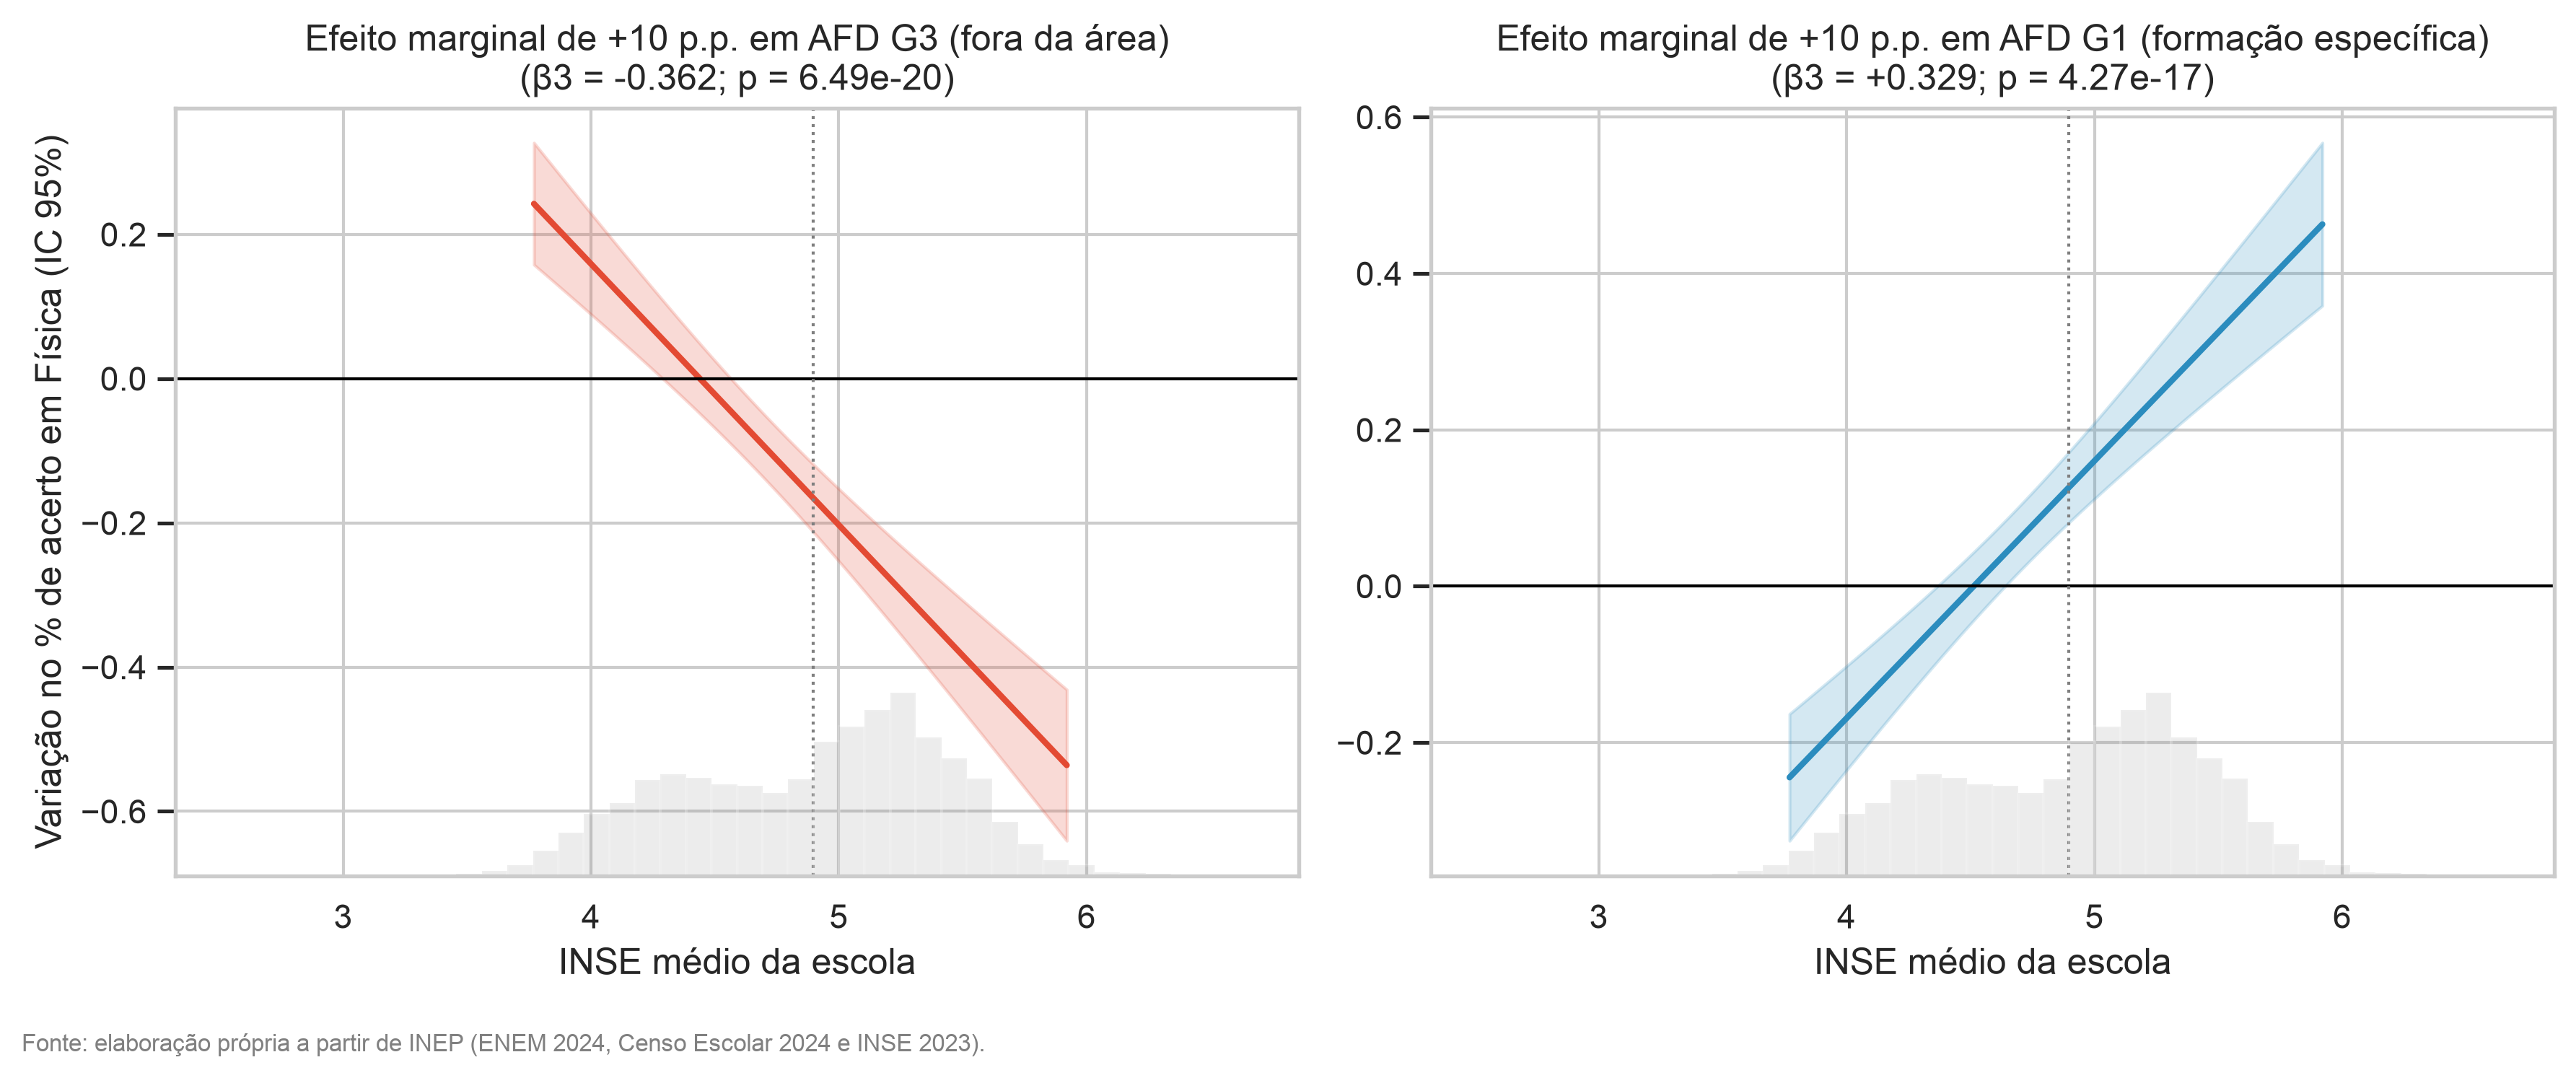 Efeito marginal de +10 p.p. em AFD G3 (fora da área)
(β3 = -0.362; p = 6.49e-20)
Variação no % de acerto em Física (IC 95%)
0.2
0.0
−0.2
−0.4
−0.6
3
4
5
6
INSE médio da escola
Efeito marginal de +10 p.p. em AFD G1 (formação específica)
(β3 = +0.329; p = 4.27e-17)
0.6
0.4
0.2
0.0
−0.2
3
4
5
6
INSE médio da escola
Fonte: elaboração própria a partir de INEP (ENEM 2024, Censo Escolar 2024 e INSE 2023).